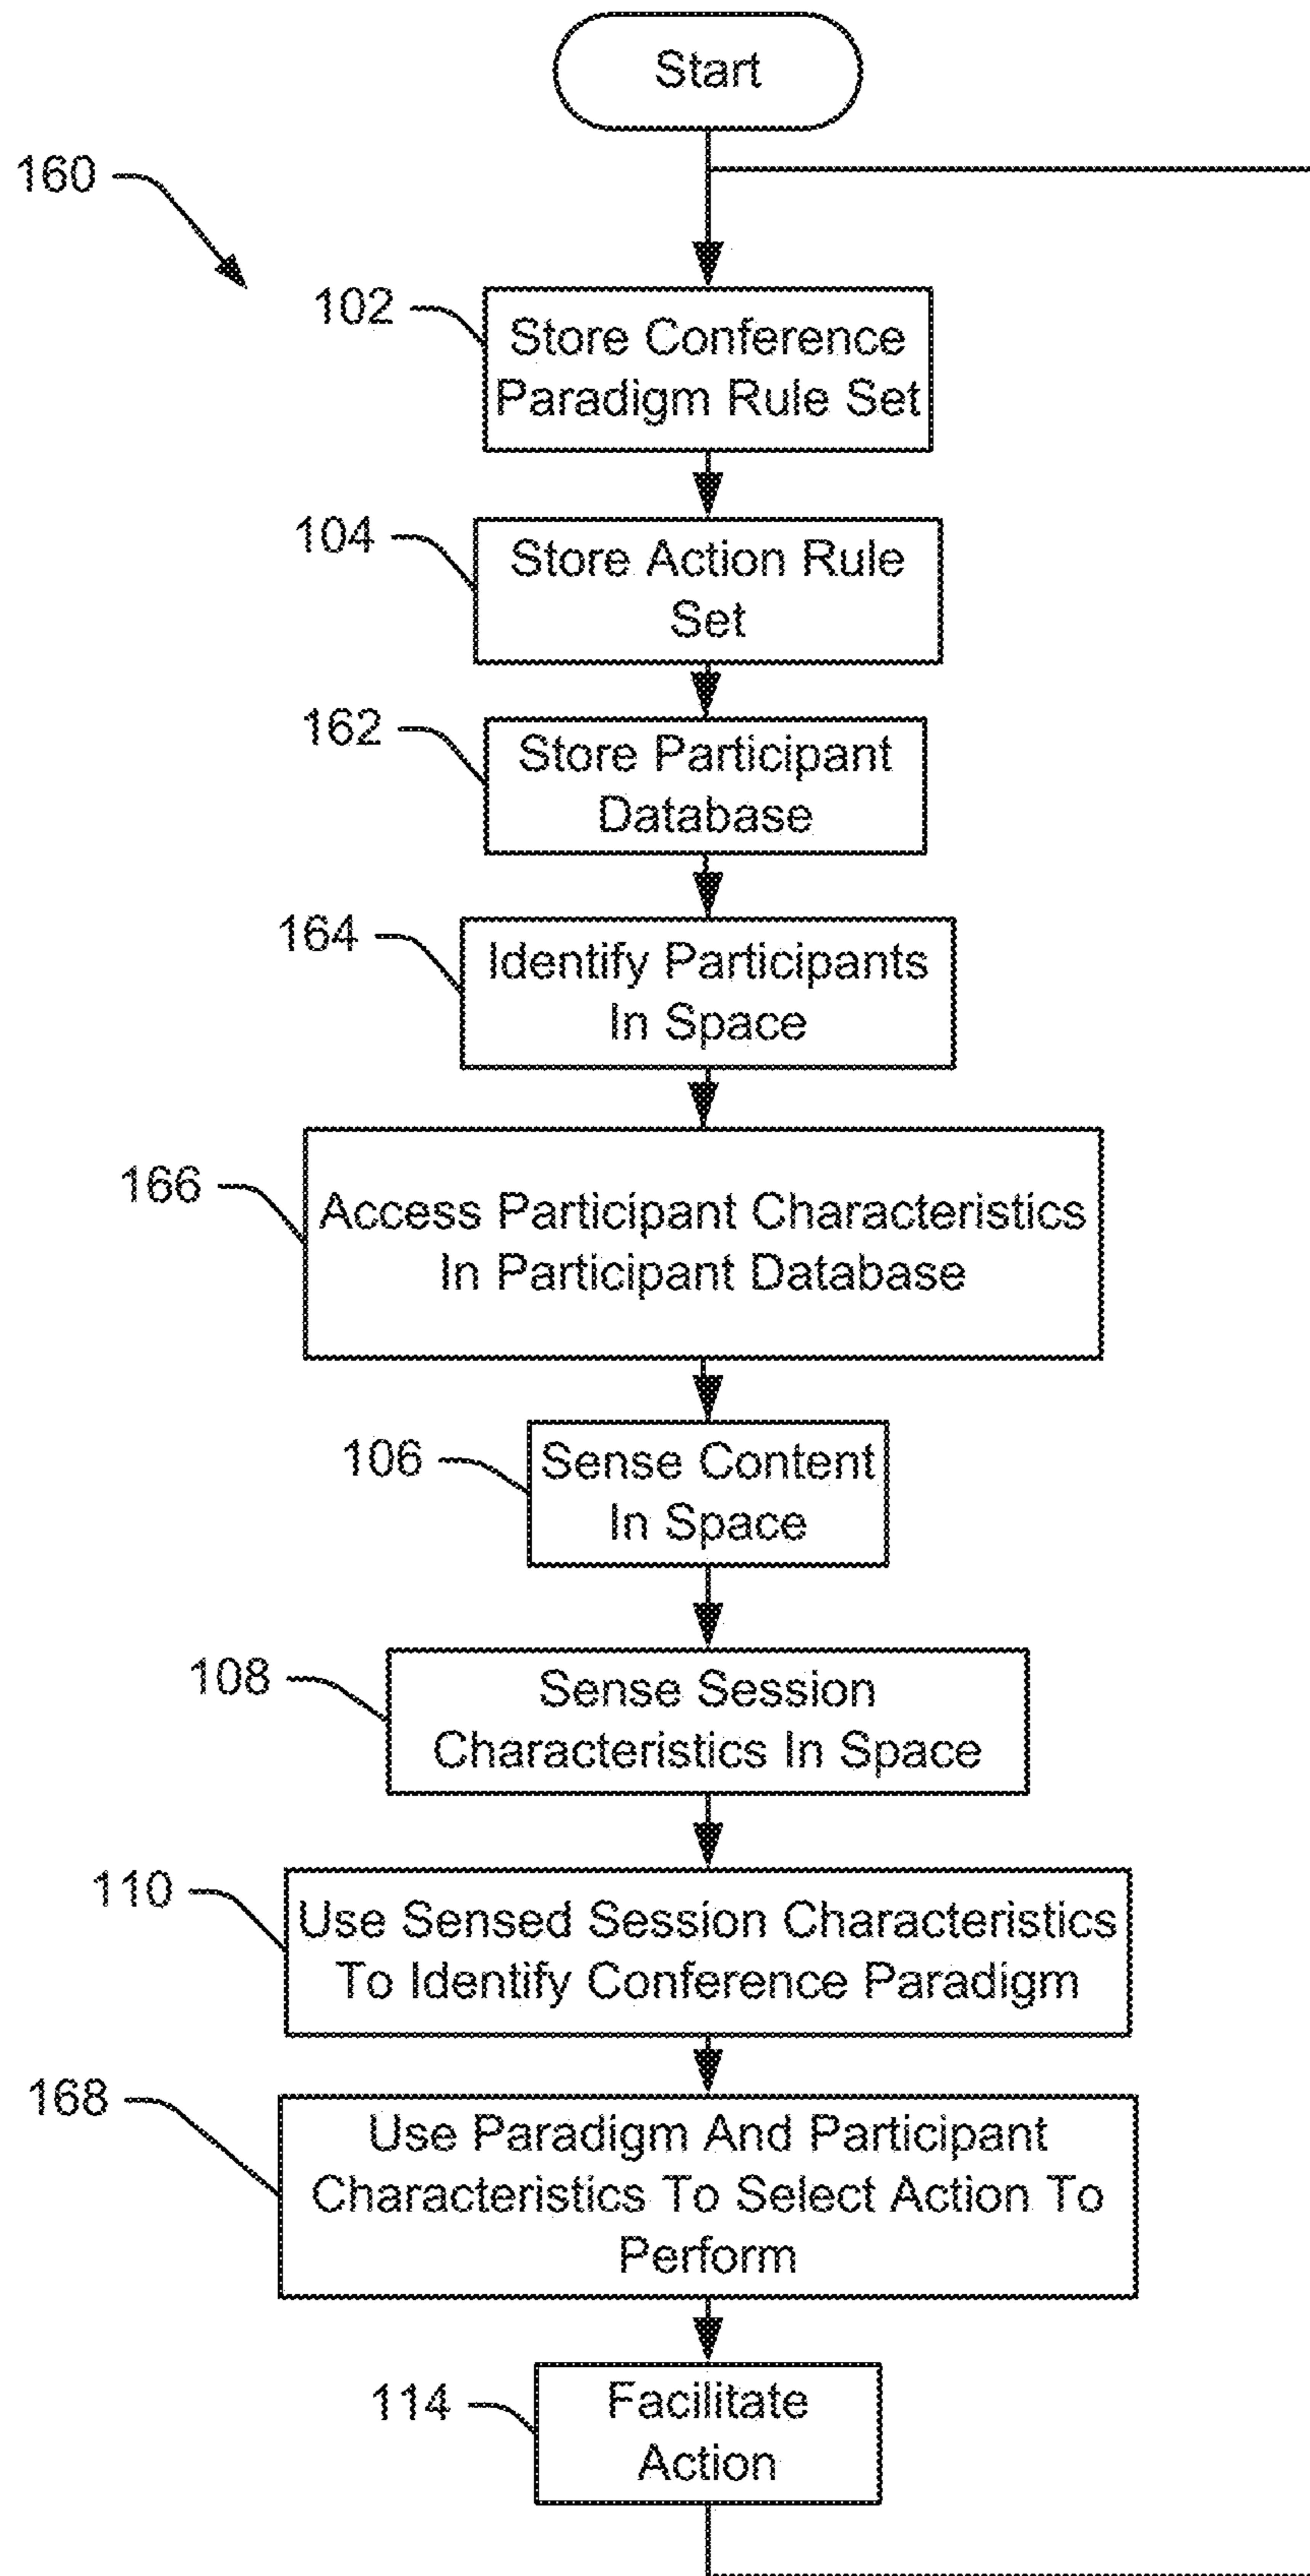 Start
160
102
Store Conference
Paradigm Rule Set
104
Store Action Rule
Set
162
Store Participant
Database
164
Identify Participants
In Space
166
Access Participant Characteristics
In Participant Database
106
Sense Content
In Space
108
Sense Session
Characteristics In Space
110
Use Sensed Session Characteristics
To Identify Conference Paradigm
168
Use Paradigm And Participant
Characteristics To Select Action To
Perform
114
Facilitate
Action